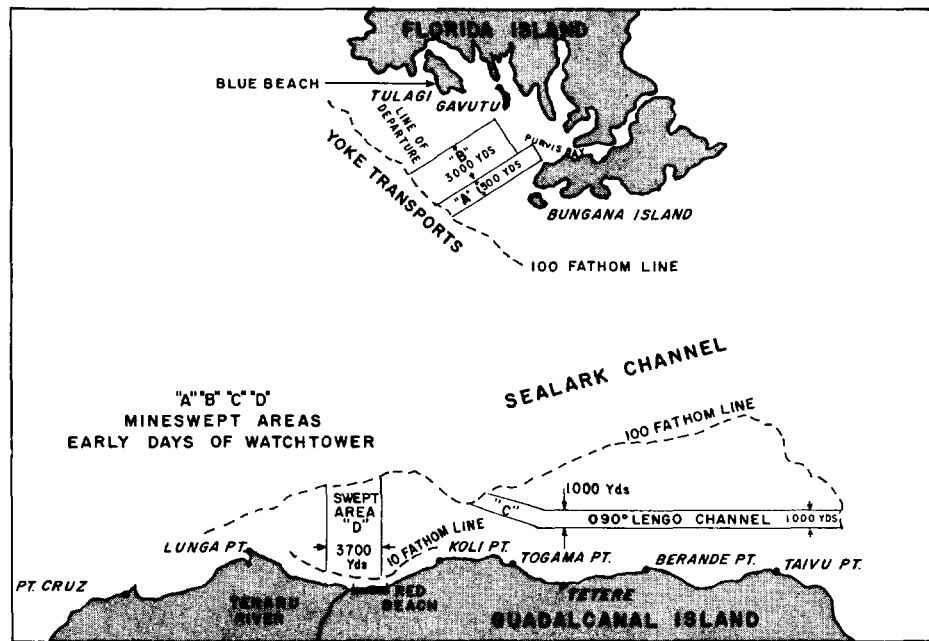 FLORIDA ISLAND
BLUE BEACH
TULAGI
GAVUTU
LINE OF
DEPARTURE
"B"
3000 YDS
PURVIS BAY
"A"
500 YDS
YOKE TRANSPORTS
BUNGANA ISLAND
100 FATHOM LINE
SEALARK CHANNEL
"A" "B" "C" "D"
MINESWEPT AREAS
EARLY DAYS OF WATCHTOWER
100 FATHOM LINE
SWEPT
AREA
"D"
3700
Yds
"C"
1000 Yds
090° LENGO CHANNEL
1000 YDS
10 FATHOM LINE
LUNGA PT.
KOLI PT.
TOGAMA PT.
BERANDE PT.
TAIVU PT.
PT. CRUZ
TENARU
RIVER
RED
BEACH
TETERE
GUADALCANAL ISLAND